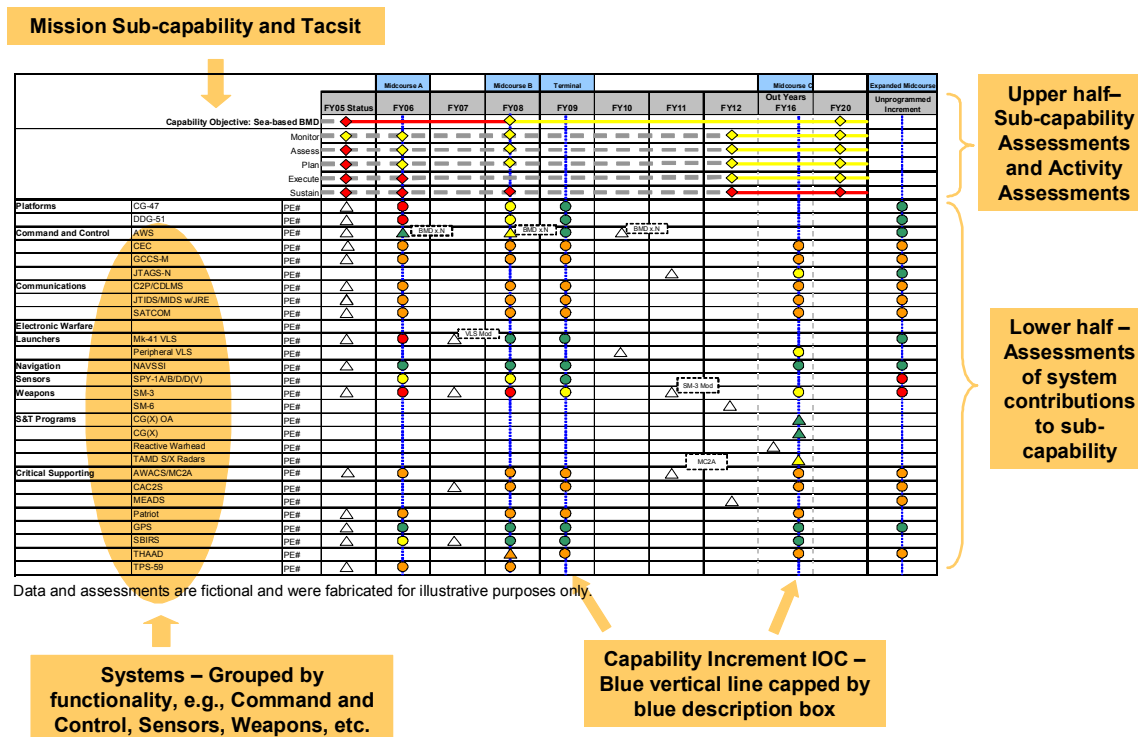 Mission Sub-capability and Tacsit
Midcourse A Midcourse B Terminal Midcourse C Expanded Midcourse
FY05 Status FY06 FY07 FY08 FY09 FY10 FY11 FY12 Out Years FY16 FY20 Unprogrammed Increment
Capability Objective: Sea-based BMD
Monitor
Assess
Plan
Execute
Sustain
Platforms CG-47 PE#
DDG-51 PE#
Command and Control AWS PE# BMD x.N BMD x.N BMD x.N
CEC PE#
GCCS-M PE#
JTAGS-N PE#
Communications C2P/CDLMS PE#
JTIDS/MIDS w/JRE PE#
SATCOM PE#
Electronic Warfare PE#
Launchers Mk-41 VLS PE# VLS Mod
Peripheral VLS PE#
Navigation NAVSSI PE#
Sensors SPY-1A/B/D/D(V) PE#
Weapons SM-3 PE# SM-3 Mod
SM-6 PE#
S&T Programs CG(X) OA PE#
CG(X) PE#
Reactive Warhead PE#
TAMD S/X Radars PE# MC2A
Critical Supporting AWACS/MC2A PE#
CAC2S PE#
MEADS PE#
Patriot PE#
GPS PE#
SBIRS PE#
THAAD PE#
TPS-59 PE#
Data and assessments are fictional and were fabricated for illustrative purposes only.
Upper half–
Sub-capability
Assessments
and Activity
Assessments
Lower half –
Assessments
of system
contributions
to sub-
capability
Systems – Grouped by
functionality, e.g., Command and
Control, Sensors, Weapons, etc.
Capability Increment IOC –
Blue vertical line capped by
blue description box